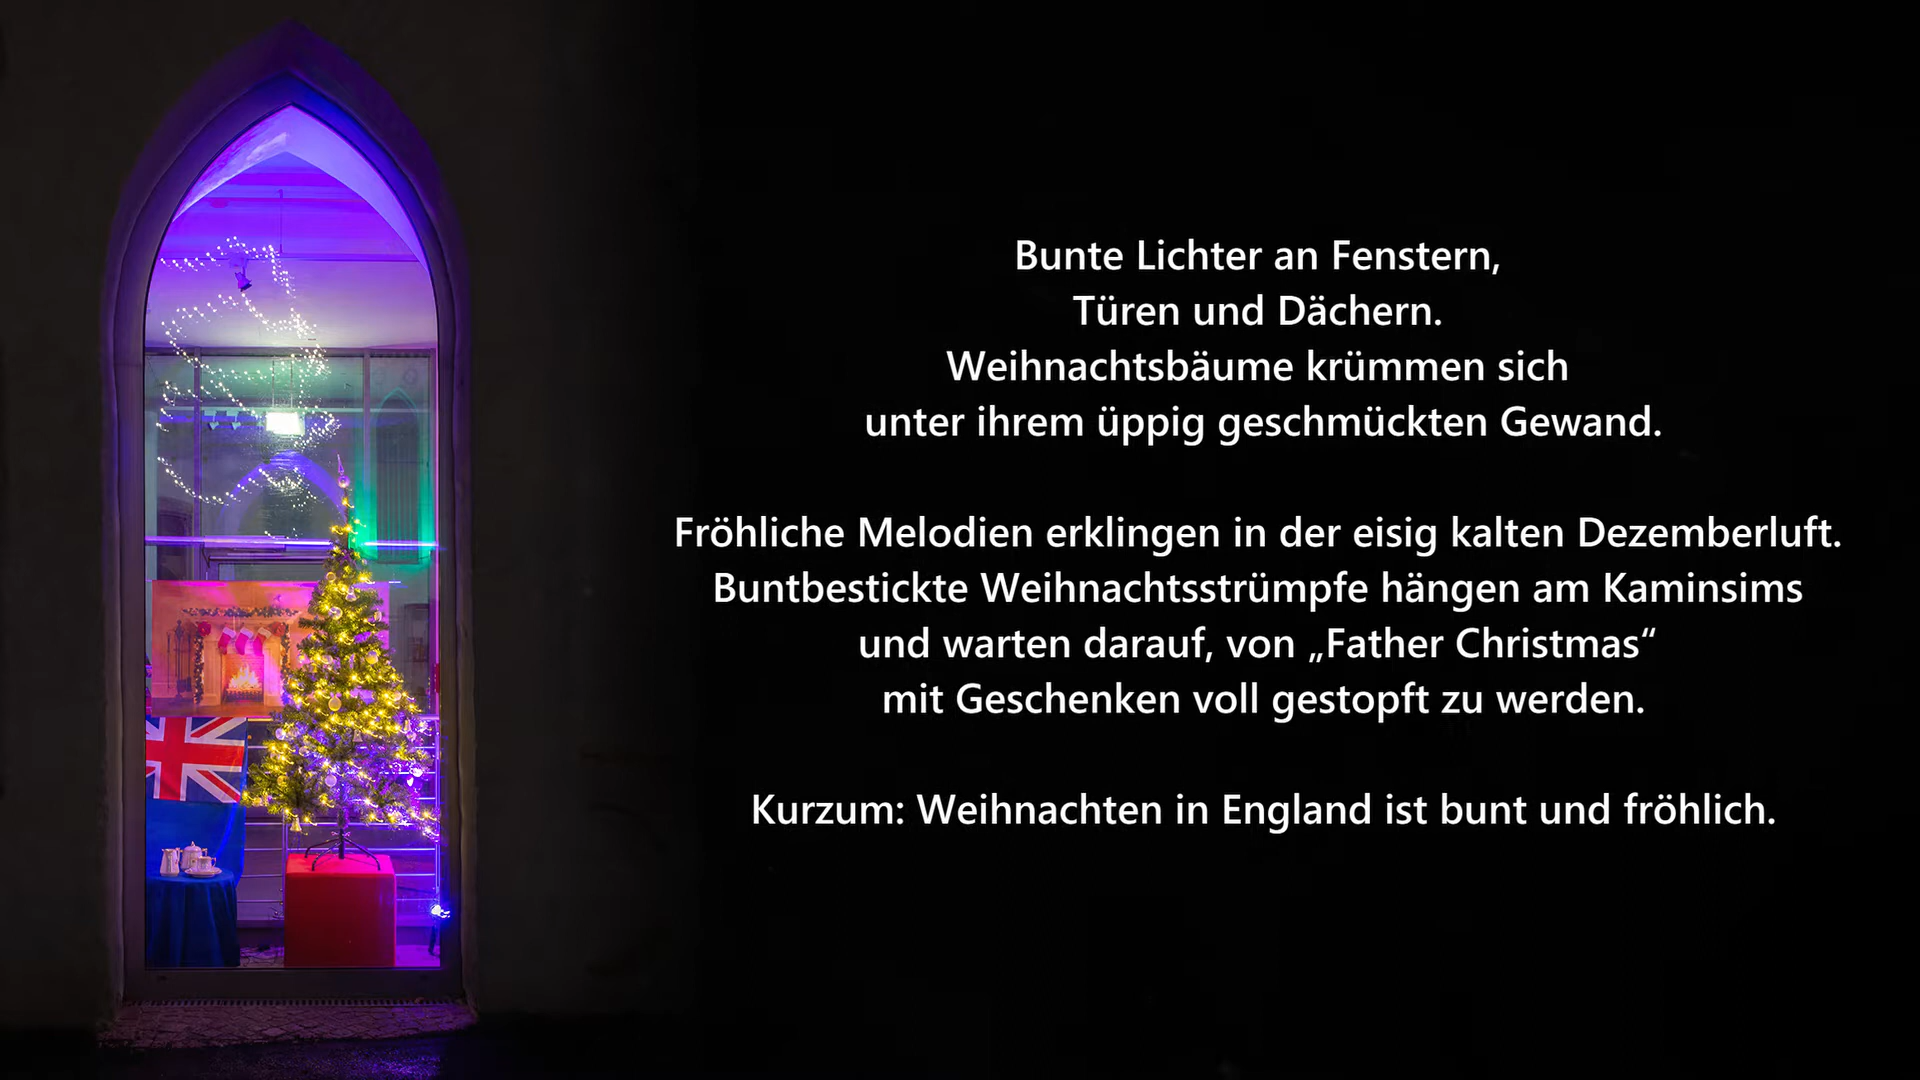 Bunte Lichter an Fenstern,
Türen und Dächern.
Weihnachtsbäume krümmen sich
unter ihrem üppig geschmückten Gewand.
Fröhliche Melodien erklingen in der eisig kalten Dezemberluft.
Buntbestickte Weihnachtsstrümpfe hängen am Kaminsims
und warten darauf, von „Father Christmas“
mit Geschenken voll gestopft zu werden.
Kurzum: Weihnachten in England ist bunt und fröhlich.